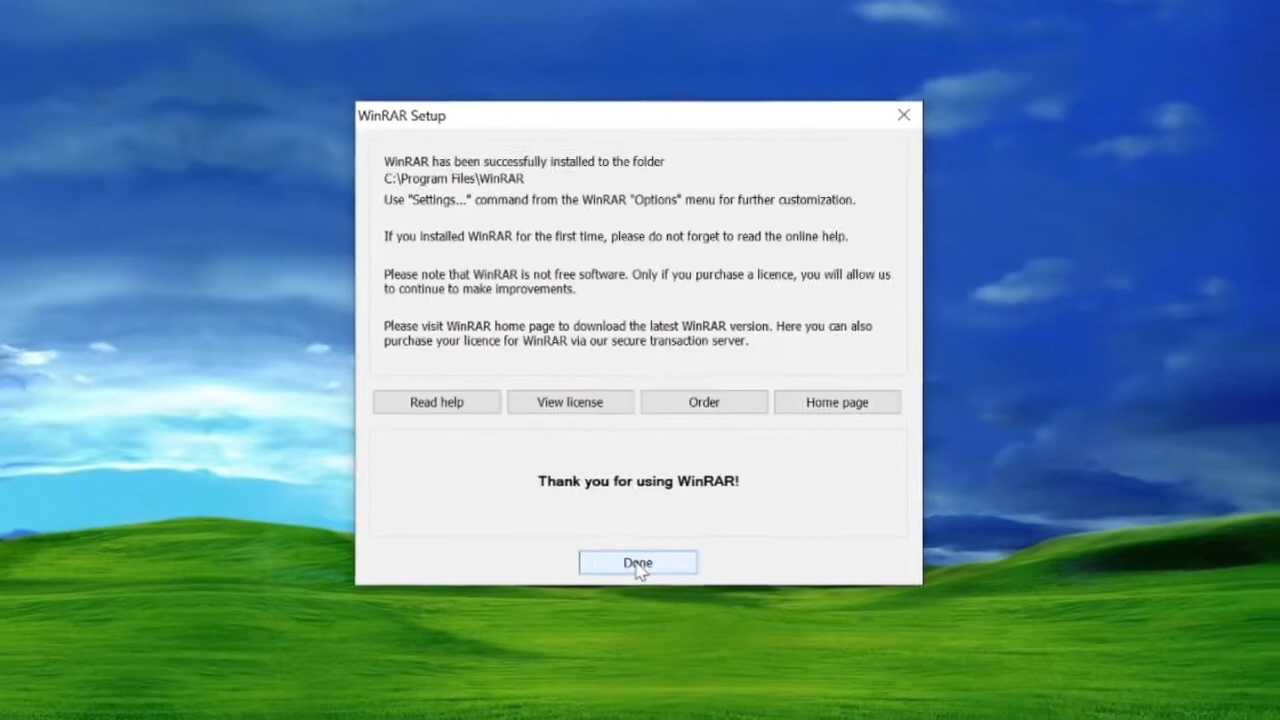 WinRAR Setup
WinRAR has been successfully installed to the folder
C:\Program Files\WinRAR
Use "Settings..." command from the WinRAR "Options" menu for further customization.
If you installed WinRAR for the first time, please do not forget to read the online help.
Please note that WinRAR is not free software. Only if you purchase a licence, you will allow us
to continue to make improvements.
Please visit WinRAR home page to download the latest WinRAR version. Here you can also
purchase your licence for WinRAR via our secure transaction server.
Read help
View license
Order
Home page
Thank you for using WinRAR!
Done